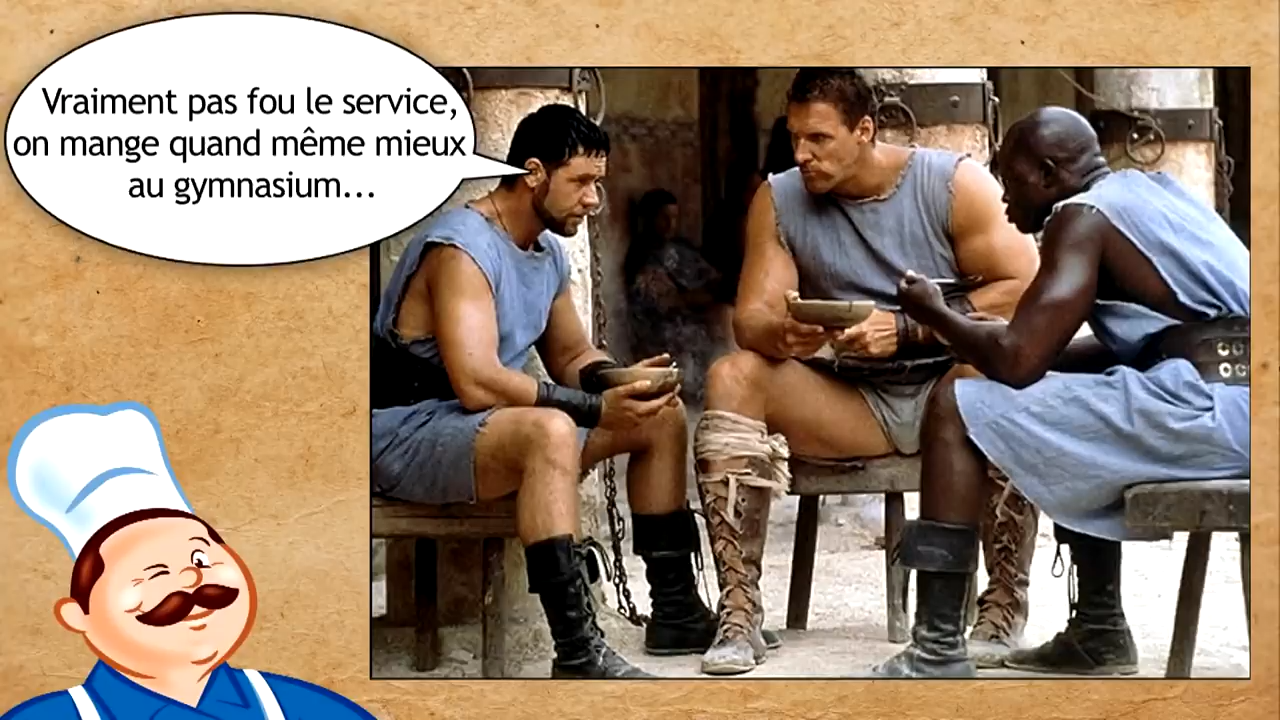 Vraiment pas fou le service,
on mange quand même mieux
au gymnasium...